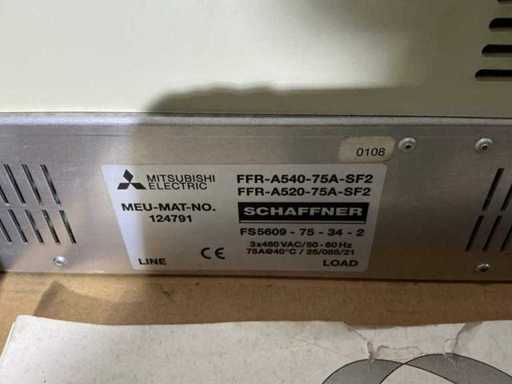 0108
MITSUBISHI ELECTRIC
FFR-A540-75A-SF2
FFR-A520-75A-SF2
MEU-MAT-NO.
124791
SCHAFFNER
FS5609 - 75 - 34 - 2
3x480 VAC/50 - 60 Hz
75A@40°C / 25/085/21
CE
LINE
LOAD